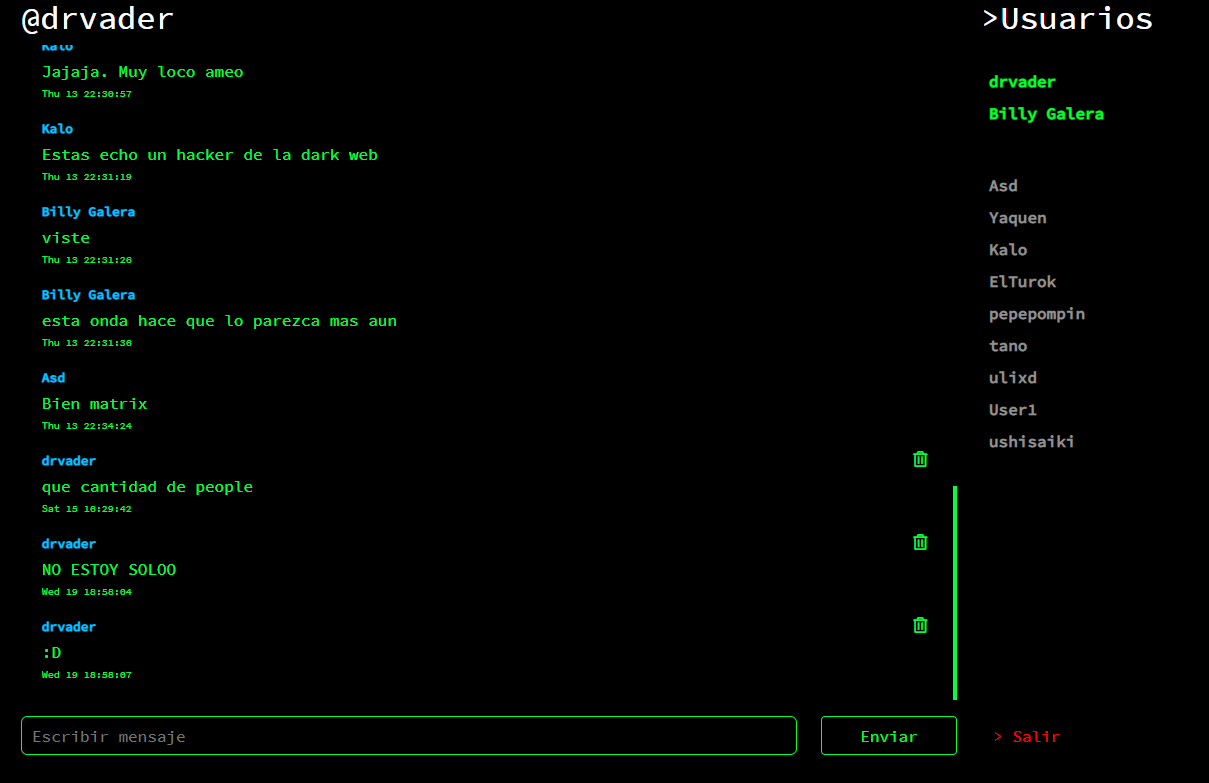 @drvader
Kalo
Jajaja. Muy loco ameo
Thu 13 22:30:57
Kalo
Estas echo un hacker de la dark web
Thu 13 22:31:19
Billy Galera
viste
Thu 13 22:31:26
Billy Galera
esta onda hace que lo parezca mas aun
Thu 13 22:31:36
Asd
Bien matrix
Thu 13 22:34:24
drvader
que cantidad de people
Sat 15 16:29:42
drvader
NO ESTOY SOLOO
Wed 19 18:58:04
drvader
:D
Wed 19 18:58:07
Escribir mensaje
Enviar
>Usuarios
drvader
Billy Galera
Asd
Yaquen
Kalo
ElTurok
pepepompin
tano
ulixd
User1
ushisaiki
> Salir